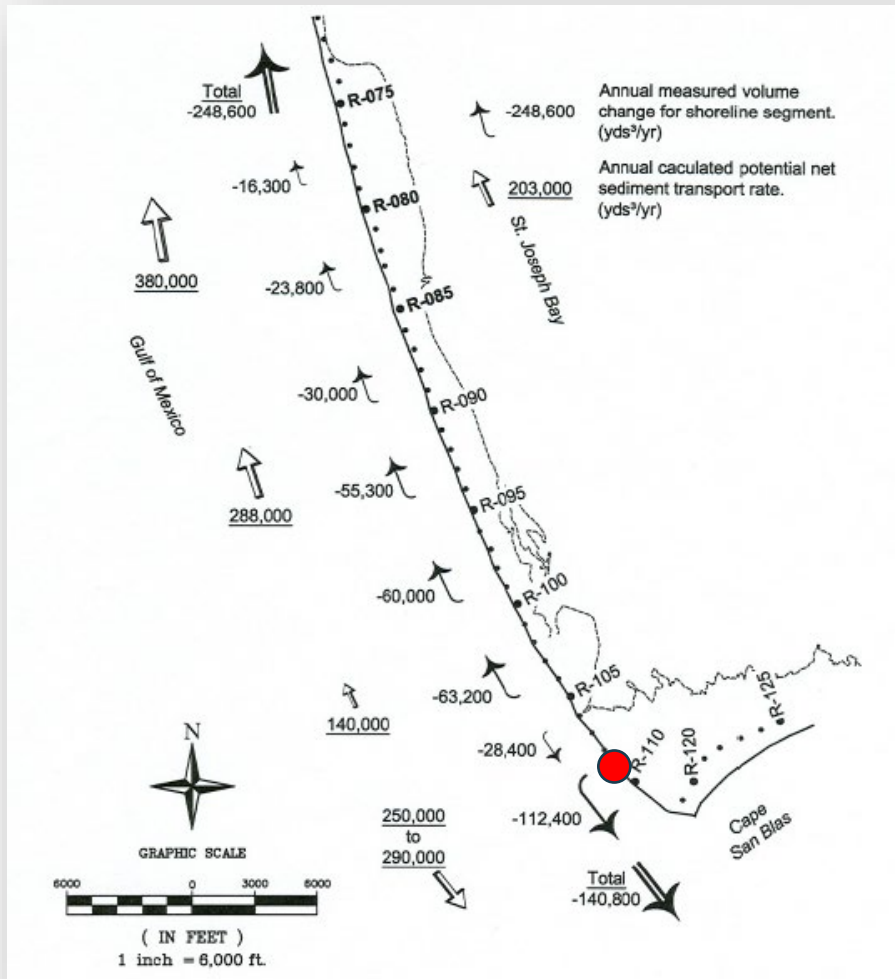 Total
-248,600
R-075
-248,600
Annual measured volume
change for shoreline segment.
(yds³/yr)
-16,300
R-080
203,000
Annual caculated potential net
sediment transport rate.
(yds³/yr)
St. Joseph Bay
380,000
-23,800
R-085
Gulf of Mexico
-30,000
R-090
288,000
-55,300
R-095
-60,000
R-100
-63,200
R-105
140,000
-28,400
R-110
R-120
R-125
N
-112,400
Cape
San Blas
250,000
to
290,000
Total
-140,800
GRAPHIC SCALE
6000
0
3000
6000
( IN FEET )
1 inch = 6,000 ft.